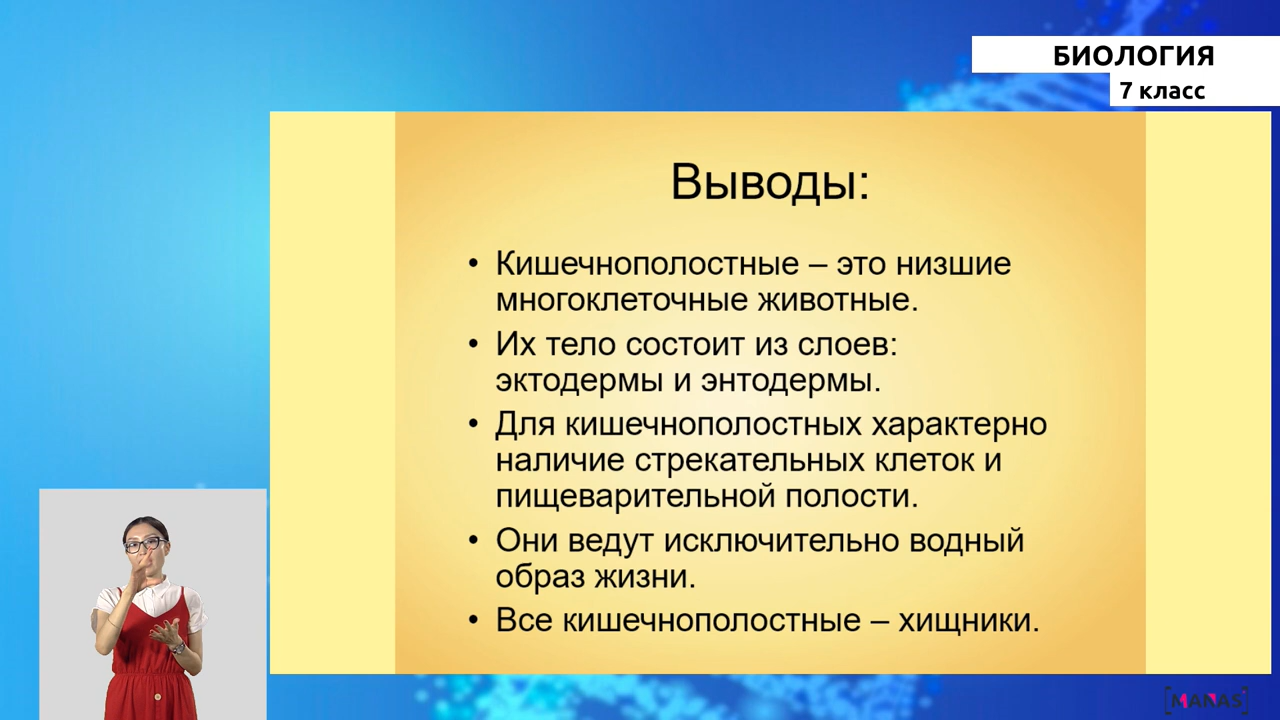 БИОЛОГИЯ
7 класс
Выводы:
• Кишечнополостные – это низшие
многоклеточные животные.
• Их тело состоит из слоев:
эктодермы и энтодермы.
• Для кишечнополостных характерно
наличие стрекательных клеток и
пищеварительной полости.
• Они ведут исключительно водный
образ жизни.
• Все кишечнополостные – хищники.
MANAS